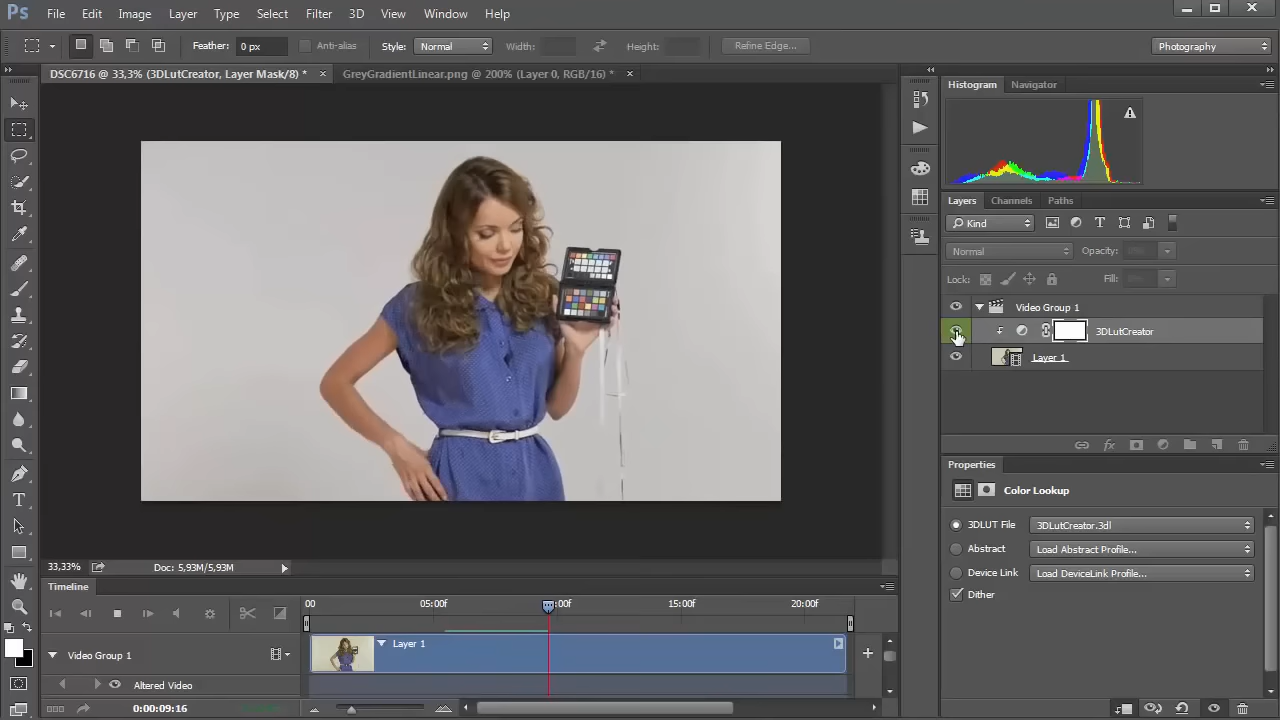 Ps File Edit Image Layer Type Select Filter 3D View Window Help
Feather: 0 px Anti-alias Style: Normal Width: Height: Refine Edge... Photography
DSC6716 @ 33,3% (3DLutCreator, Layer Mask/8) * × GreyGradientLinear.png @ 200% (Layer 0, RGB/16) * ×
Histogram Navigator
Layers Channels Paths
Kind
Normal Opacity:
Lock: Fill:
Video Group 1
3DLutCreator
Layer 1
Properties
Color Lookup
3DLUT File 3DLutCreator.3dl
Abstract Load Abstract Profile...
Device Link Load DeviceLink Profile...
Dither
33,33% Doc: 5,93M/5,93M
Timeline
00 05:00f :00f 15:00f 20:00f
Layer 1
Video Group 1
Altered Video
0:00:09:16